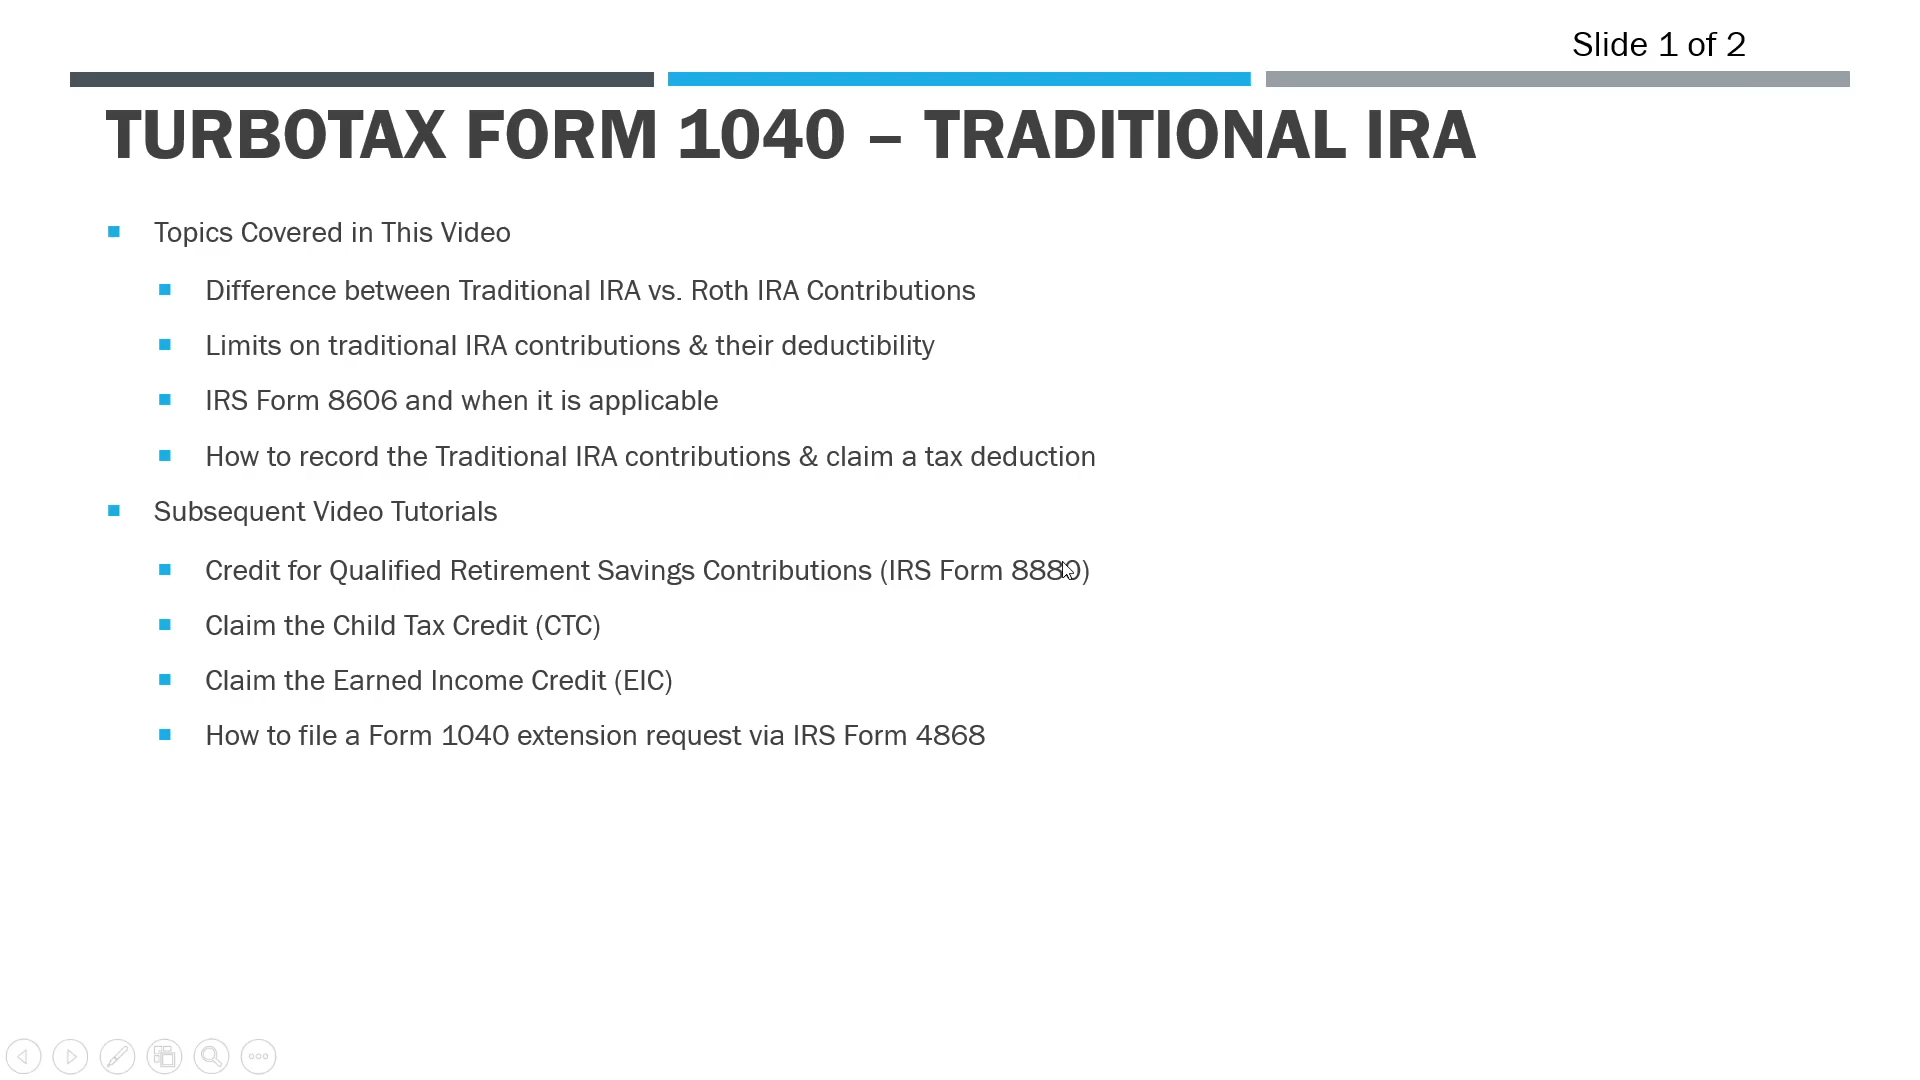 Slide 1 of 2
TURBOTAX FORM 1040 – TRADITIONAL IRA
Topics Covered in This Video
Difference between Traditional IRA vs. Roth IRA Contributions
Limits on traditional IRA contributions & their deductibility
IRS Form 8606 and when it is applicable
How to record the Traditional IRA contributions & claim a tax deduction
Subsequent Video Tutorials
Credit for Qualified Retirement Savings Contributions (IRS Form 8880)
Claim the Child Tax Credit (CTC)
Claim the Earned Income Credit (EIC)
How to file a Form 1040 extension request via IRS Form 4868